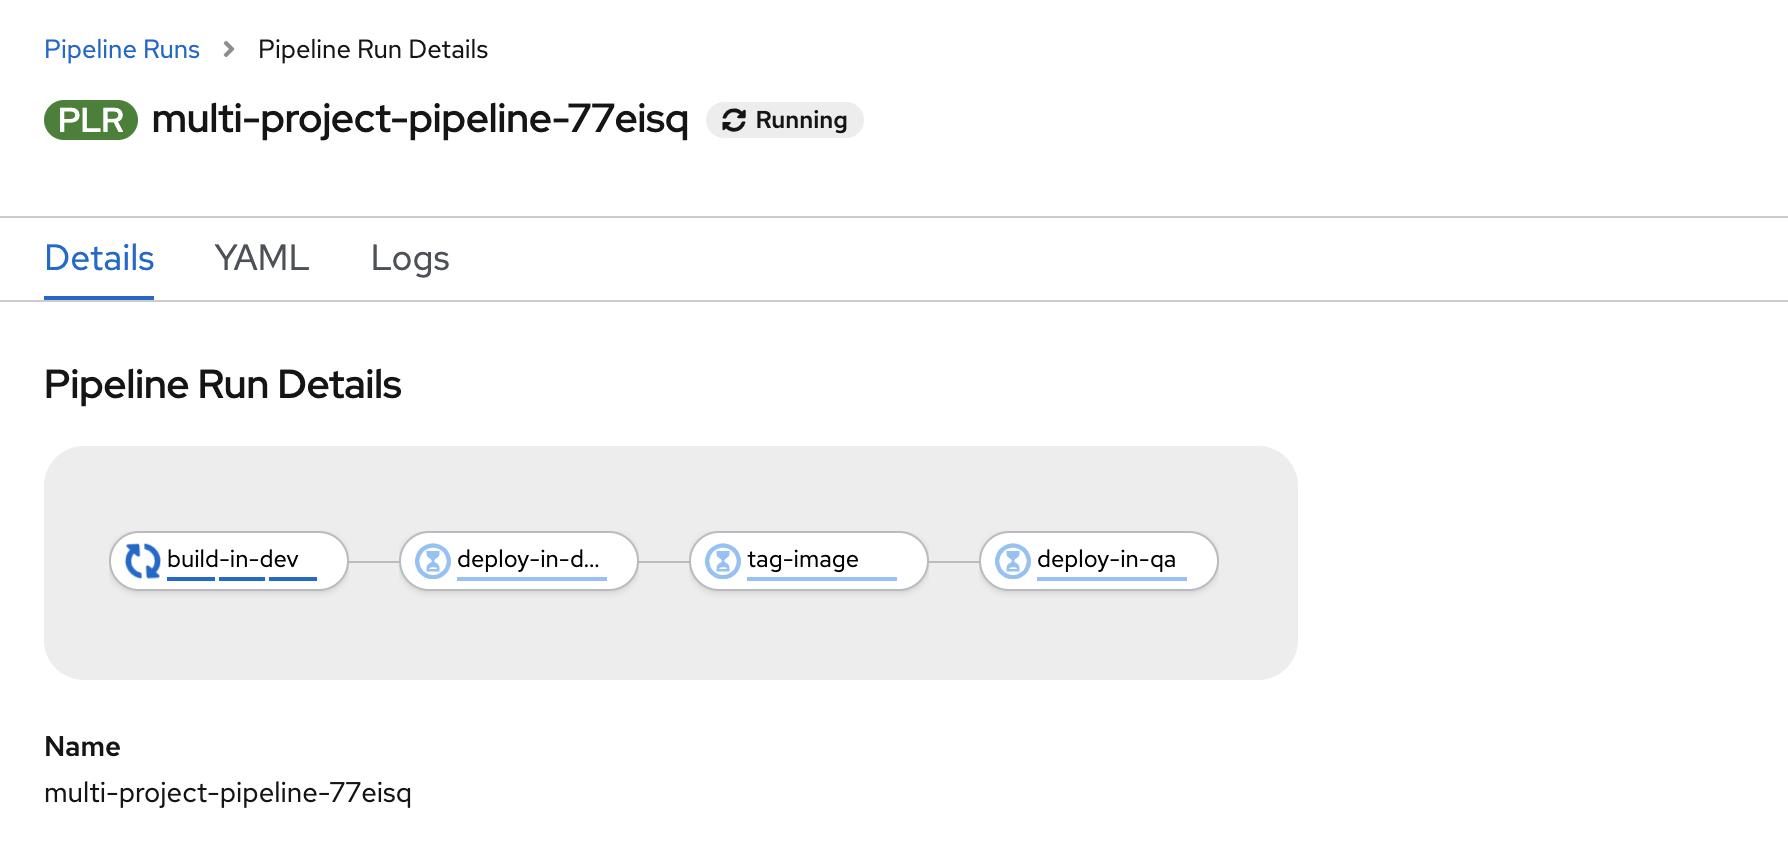 Pipeline Runs > Pipeline Run Details
PLR multi-project-pipeline-77eisq Running
Details YAML Logs
Pipeline Run Details
build-in-dev deploy-in-d... tag-image deploy-in-qa
Name
multi-project-pipeline-77eisq